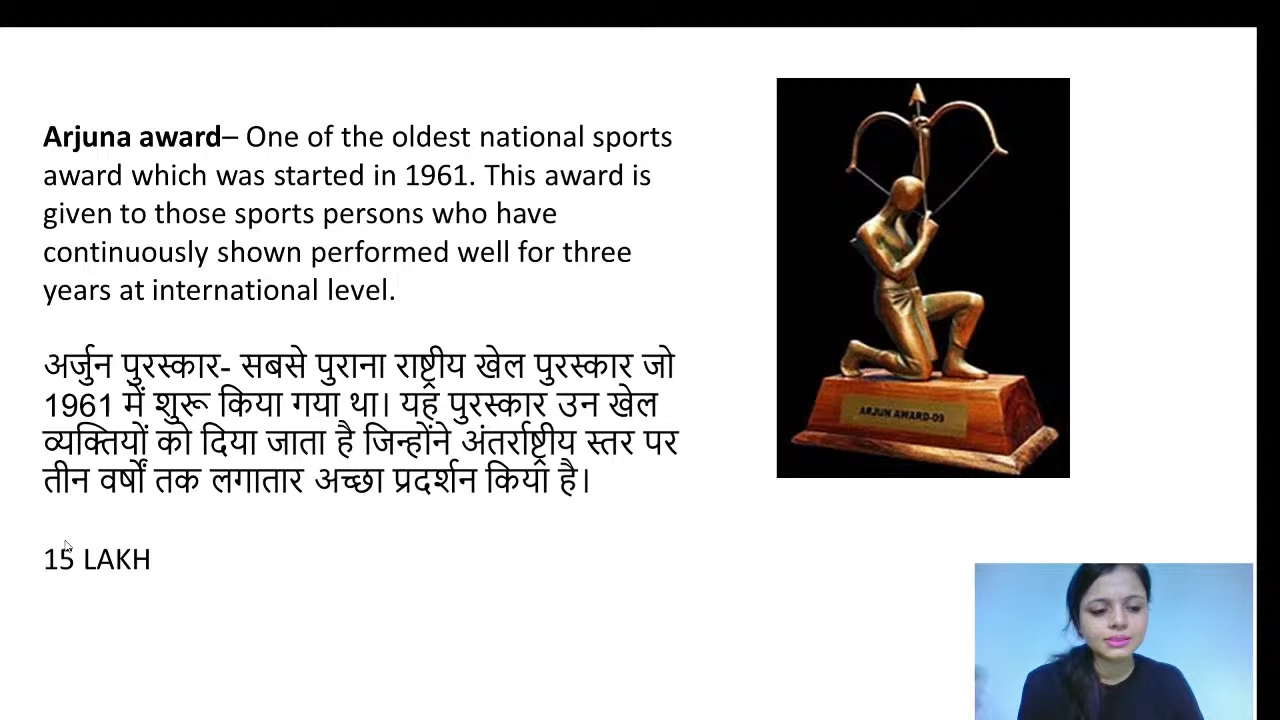 Arjuna award– One of the oldest national sports
award which was started in 1961. This award is
given to those sports persons who have
continuously shown performed well for three
years at international level.
अर्जुन पुरस्कार- सबसे पुराना राष्ट्रीय खेल पुरस्कार जो
1961 में शुरू किया गया था। यह पुरस्कार उन खेल
व्यक्तियों को दिया जाता है जिन्होंने अंतर्राष्ट्रीय स्तर पर
तीन वर्षों तक लगातार अच्छा प्रदर्शन किया है।
15 LAKH
ARJUN AWARD-09